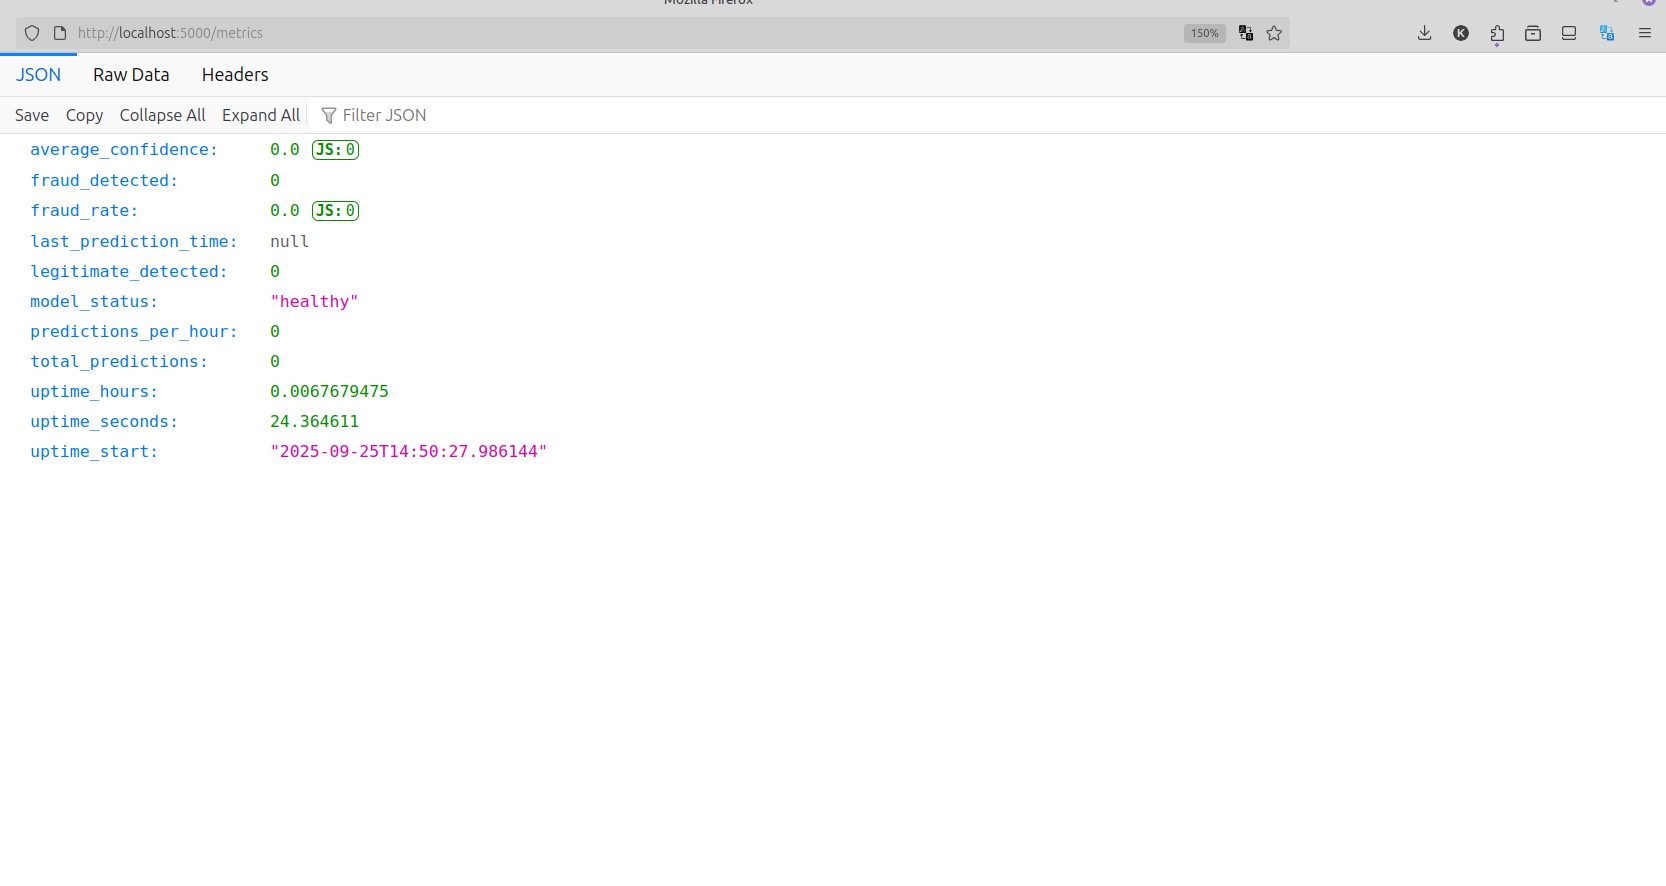 Mozilla Firefox
http://localhost:5000/metrics 150% K
JSON Raw Data Headers
Save Copy Collapse All Expand All Filter JSON
average_confidence: 0.0 JS: 0
fraud_detected: 0
fraud_rate: 0.0 JS: 0
last_prediction_time: null
legitimate_detected: 0
model_status: "healthy"
predictions_per_hour: 0
total_predictions: 0
uptime_hours: 0.0067679475
uptime_seconds: 24.364611
uptime_start: "2025-09-25T14:50:27.986144"